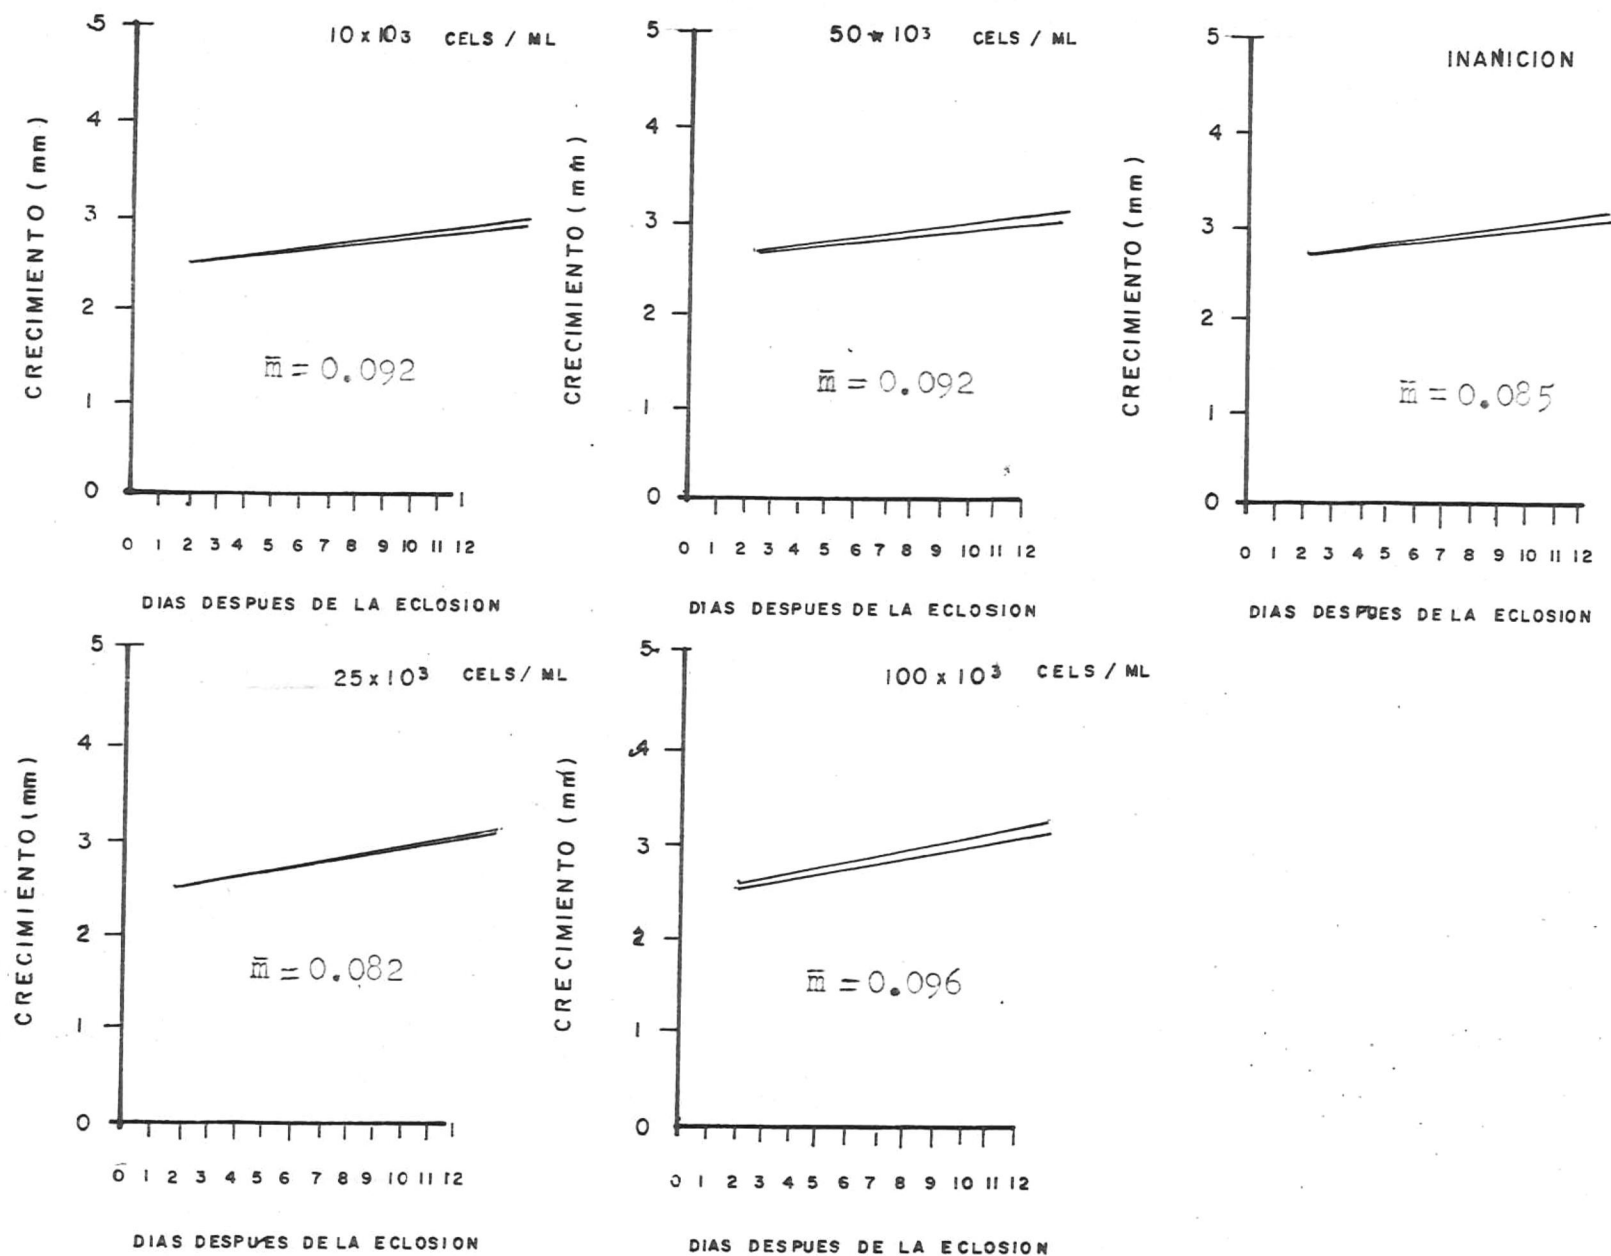 10 x 103 CELS / ML
5
4
3
2
1
0
CRECIMIENTO (mm)
m̄ = 0.092
0 1 2 3 4 5 6 7 8 9 10 11 12
DIAS DESPUES DE LA ECLOSION
50 * 10³ CELS / ML
5
4
3
2
1
0
CRECIMIENTO (mm)
m̄ = 0.092
0 1 2 3 4 5 6 7 8 9 10 11 12
DIAS DESPUES DE LA ECLOSION
INANICION
5
4
3
2
1
0
CRECIMIENTO (mm)
m̄ = 0.085
0 1 2 3 4 5 6 7 8 9 10 11 12
DIAS DESPUES DE LA ECLOSION
25 x 10³ CELS / ML
5
4
3
2
1
0
CRECIMIENTO (mm)
m̄ = 0.082
0 1 2 3 4 5 6 7 8 9 10 11 12
DIAS DESPUES DE LA ECLOSION
100 x 10³ CELS / ML
5
4
3
2
1
0
CRECIMIENTO (mm)
m̄ = 0.096
0 1 2 3 4 5 6 7 8 9 10 11 12
DIAS DESPUES DE LA ECLOSION